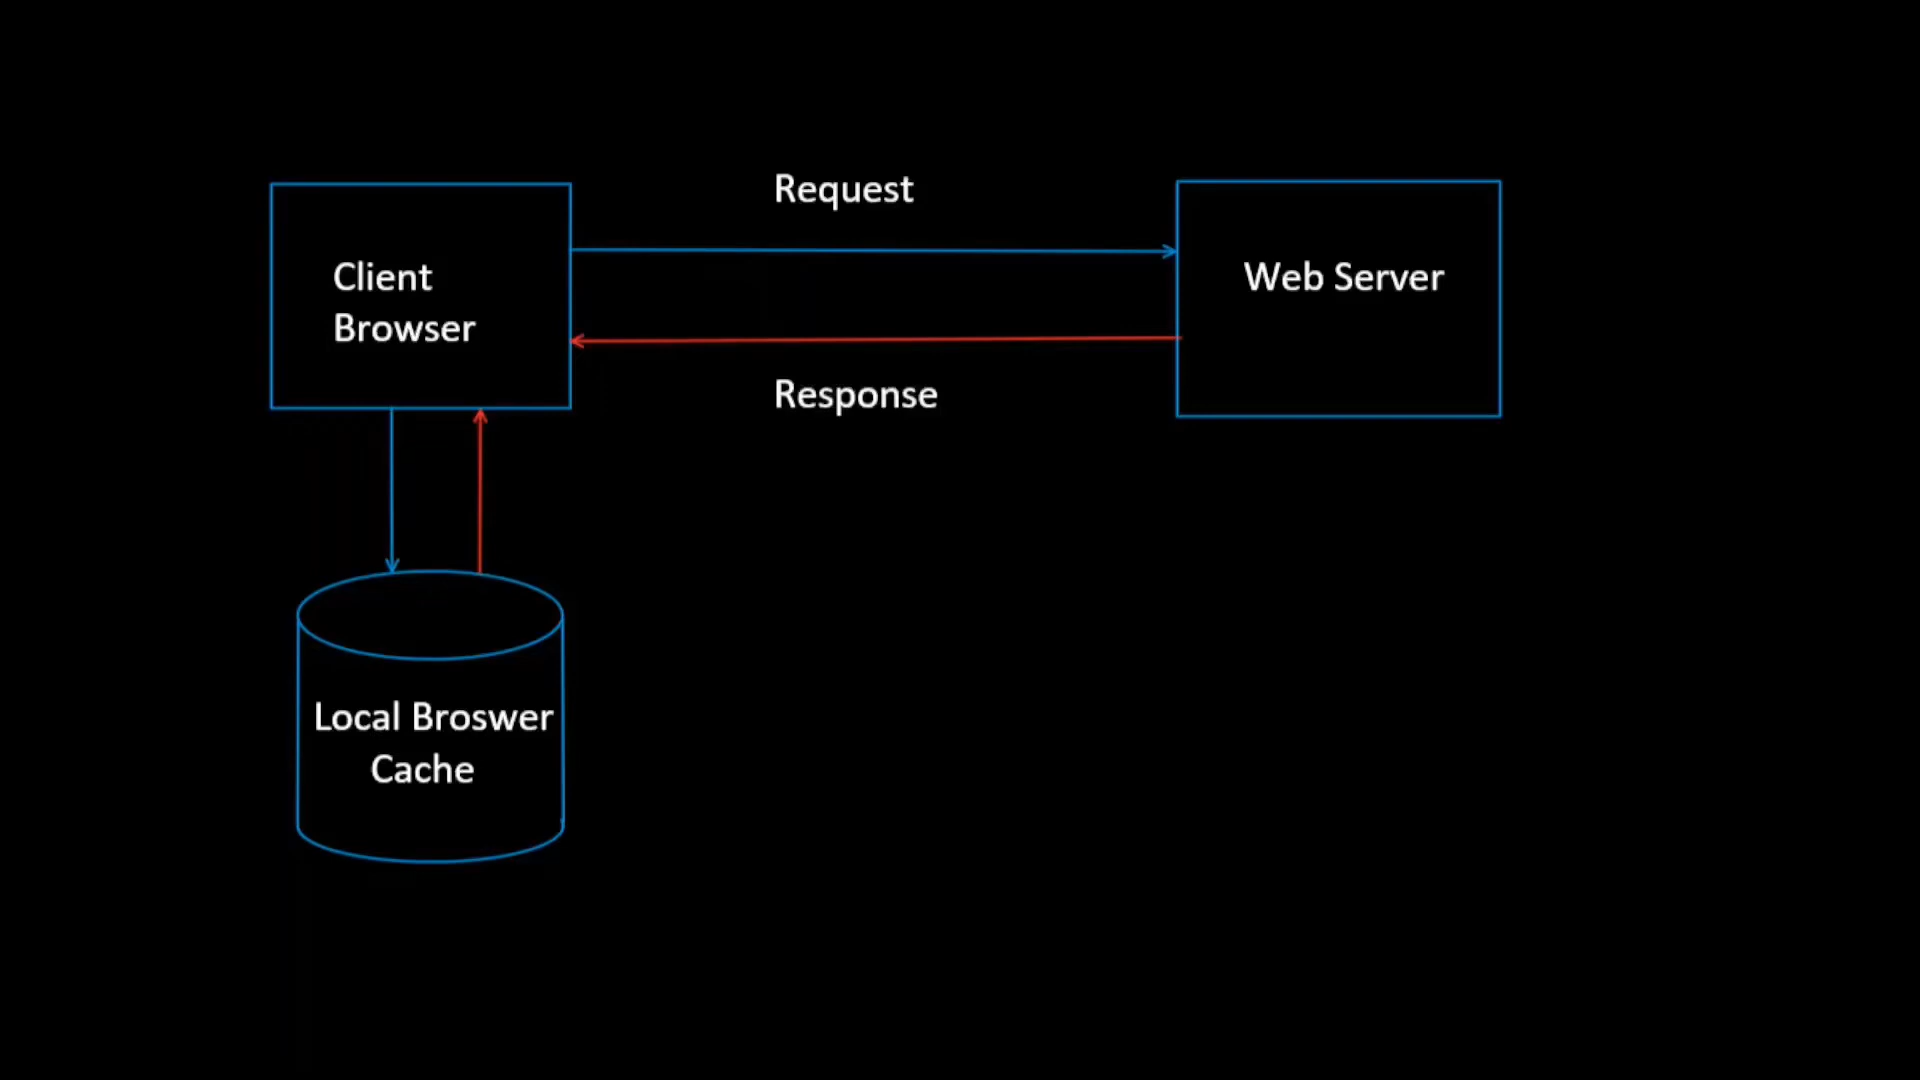 Request
Client
Browser
Web Server
Response
Local Broswer
Cache